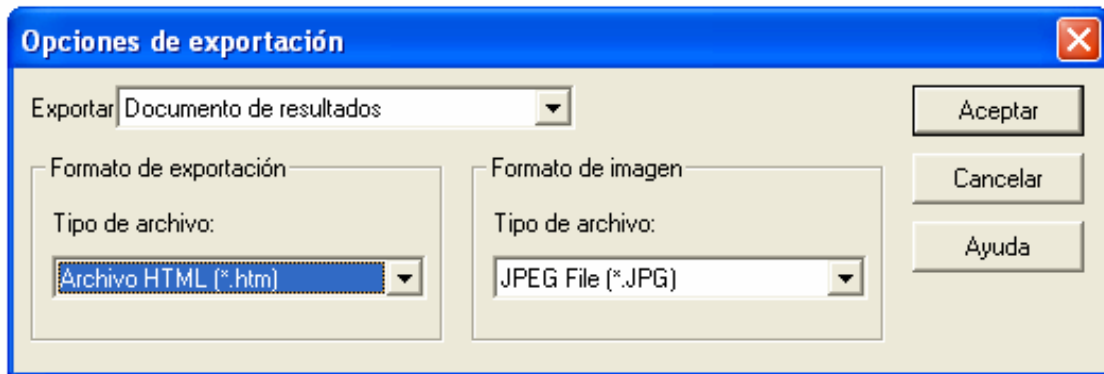 Opciones de exportación
Exportar Documento de resultados
Aceptar
Formato de exportación
Formato de imagen
Cancelar
Tipo de archivo:
Tipo de archivo:
Ayuda
Archivo HTML (*.htm)
JPEG File (*.JPG)